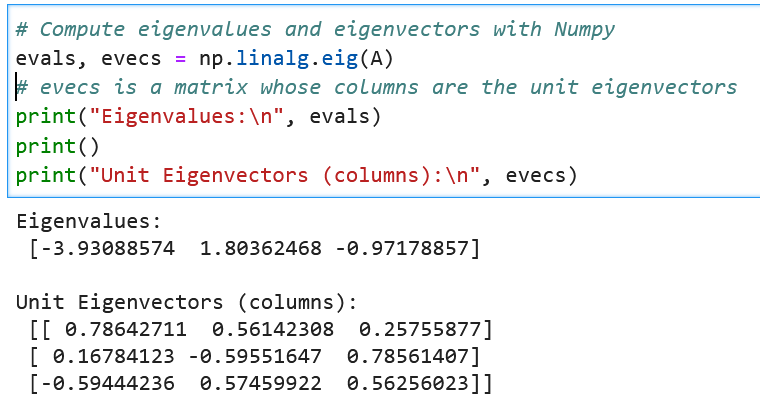 # Compute eigenvalues and eigenvectors with Numpy
evals, evecs = np.linalg.eig(A)
# evecs is a matrix whose columns are the unit eigenvectors
print("Eigenvalues:\n", evals)
print()
print("Unit Eigenvectors (columns):\n", evecs)
Eigenvalues:
 [-3.93088574  1.80362468 -0.97178857]
Unit Eigenvectors (columns):
 [[ 0.78642711  0.56142308  0.25755877]
 [ 0.16784123 -0.59551647  0.78561407]
 [-0.59444236  0.57459922  0.56256023]]